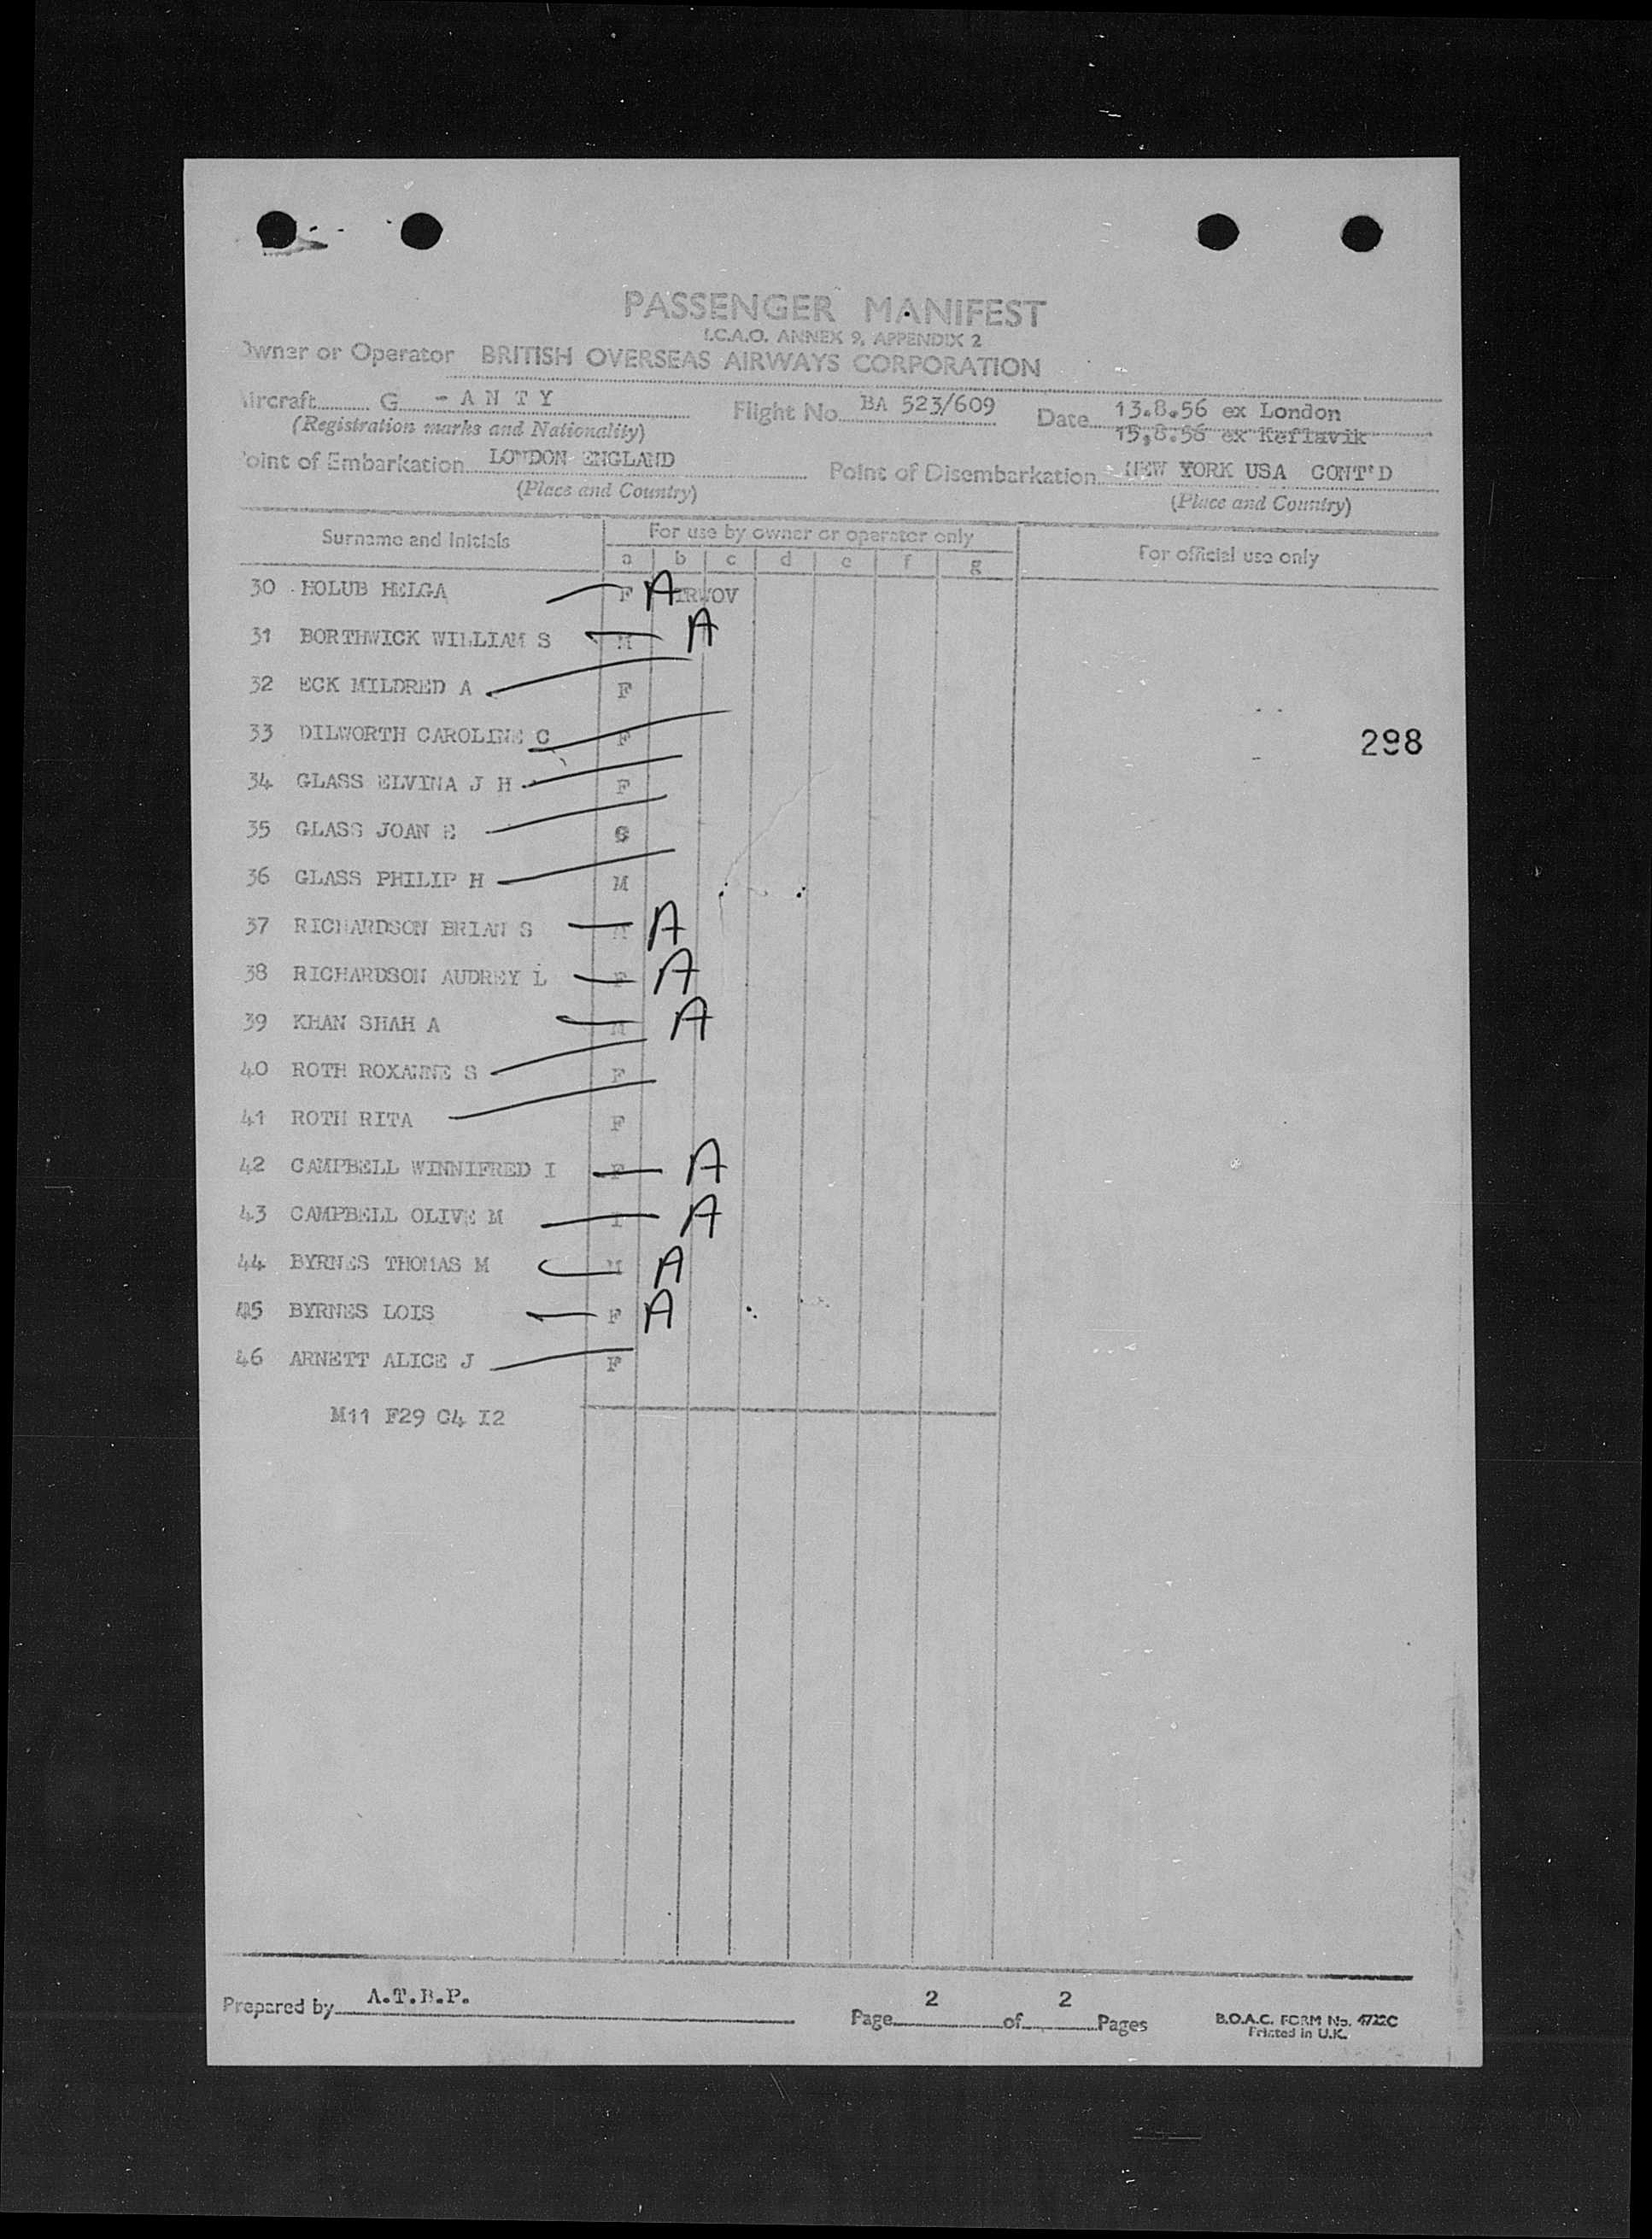 PASSENGER MANIFEST
I.C.A.O. ANNEX 9, APPENDIX 2
Owner or Operator BRITISH OVERSEAS AIRWAYS CORPORATION
Aircraft G - A N T Y Flight No. BA 523/609 Date 13.8.56 ex London
(Registration marks and Nationality) 15.8.56 ex Keflavik
Point of Embarkation LONDON ENGLAND Point of Disembarkation NEW YORK USA CONT'D
(Place and Country) (Place and Country)
Surname and Initials For use by owner or operator only For official use only
a b c d e f g
30 HOLUB HELGA F A
31 BORTHWICK WILLIAM S M A
32 ECK MILDRED A F
33 DILWORTH CAROLINE C F
298
34 GLASS ELVINA J H F
35 GLASS JOAN E
36 GLASS PHILIP H M
37 RICHARDSON BRIAN S M A
38 RICHARDSON AUDREY L F A
39 KHAN SHAH A M A
40 ROTH ROXANNE S F
41 ROTH RITA F
42 CAMPBELL WINNIFRED I F A
43 CAMPBELL OLIVE M A
44 BYRNES THOMAS M M A
45 BYRNES LOIS F A
46 ARNETT ALICE J F
M11 F29 C4 I2
Prepared by A.T.B.P. Page 2 of 2 Pages B.O.A.C. FORM No. 4722C
Printed in U.K.